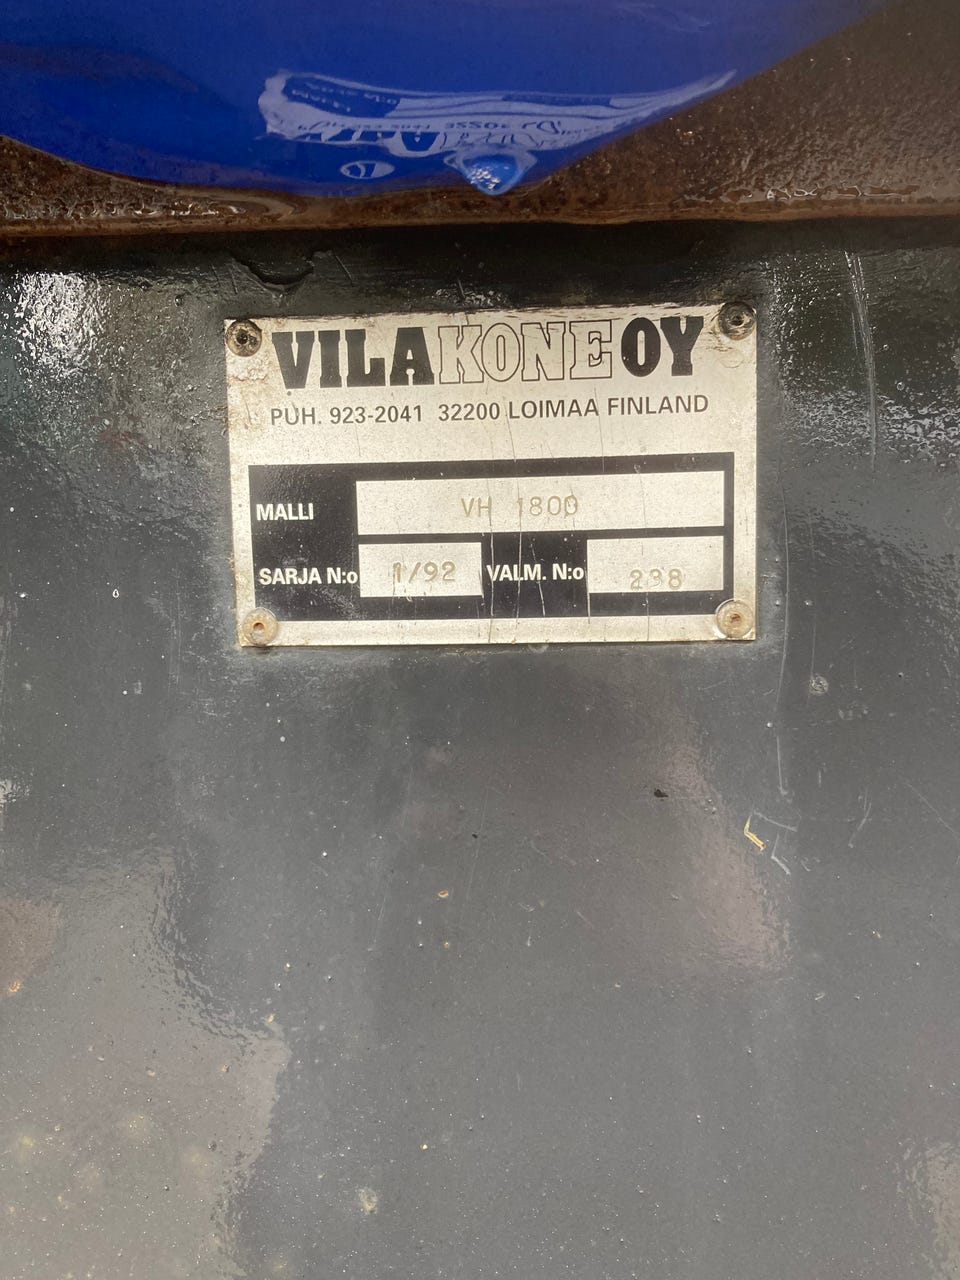 VILAKONE OY
PUH. 923-2041 32200 LOIMAA FINLAND
MALLI VH 1800
SARJA N:o 1/92 VALM. N:o 238